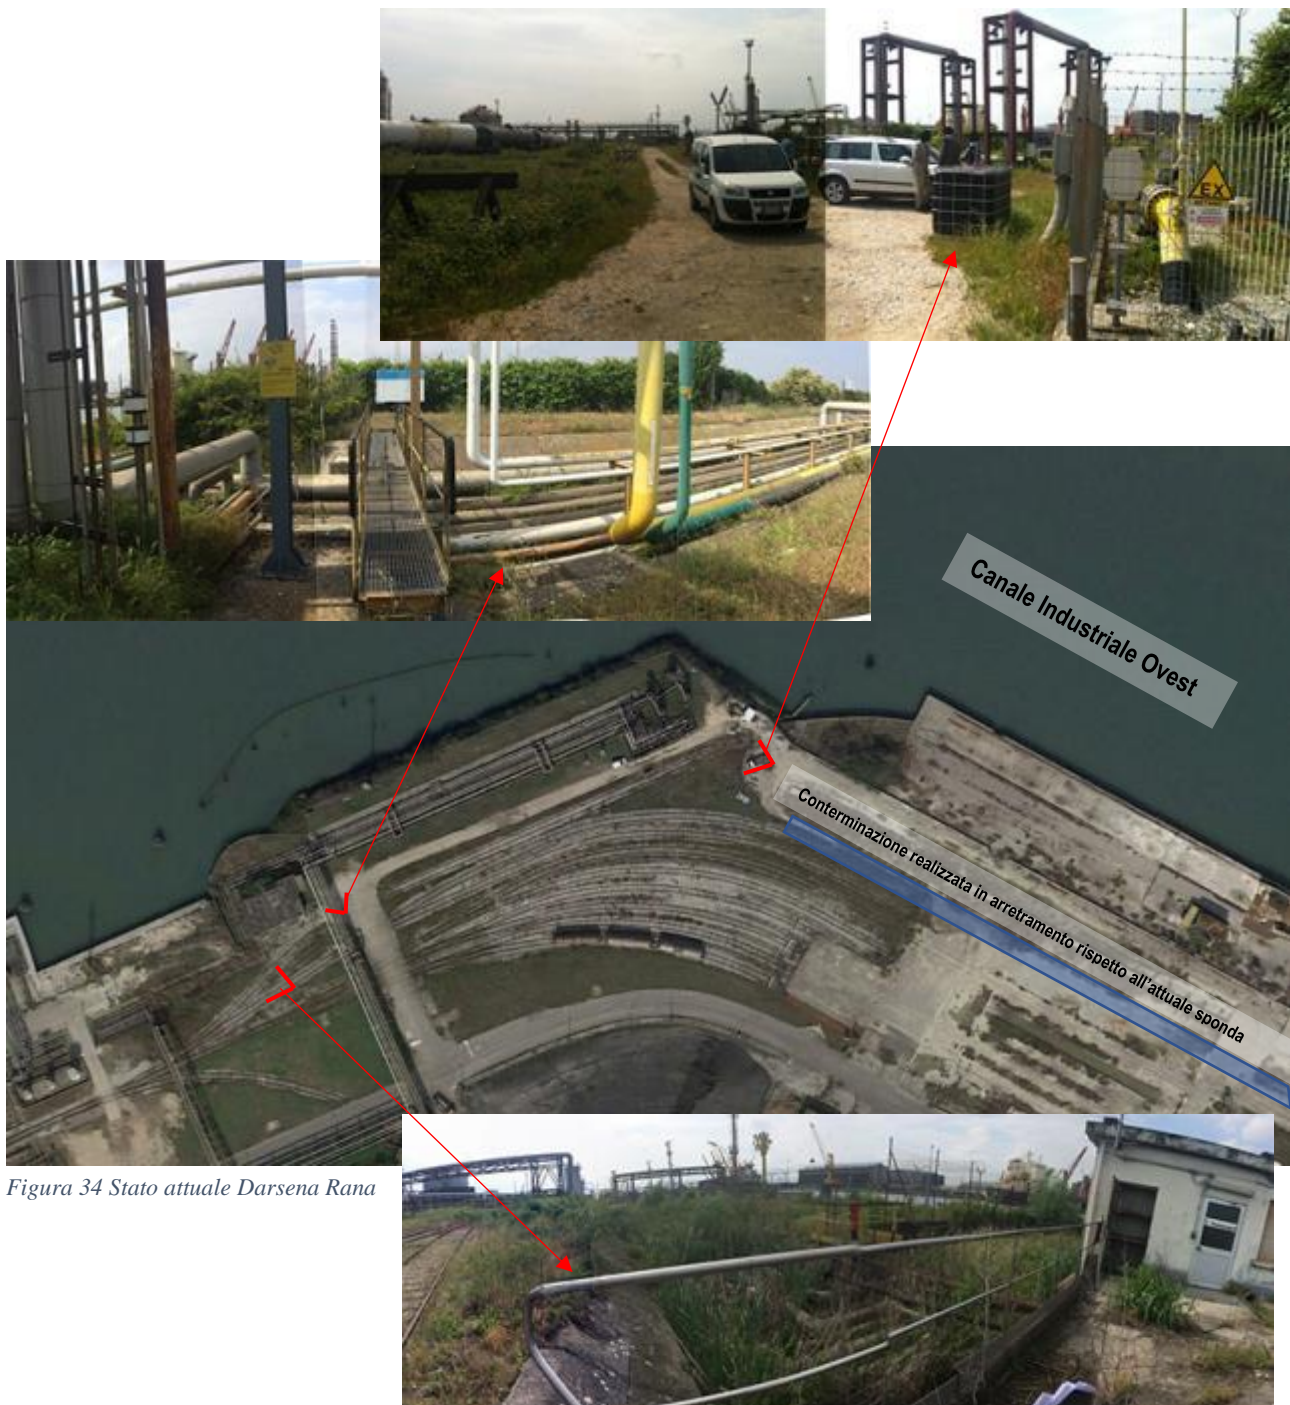 EX
Canale Industriale Ovest
Conterminazione realizzata in arretramento rispetto all'attuale sponda
Figura 34 Stato attuale Darsena Rana